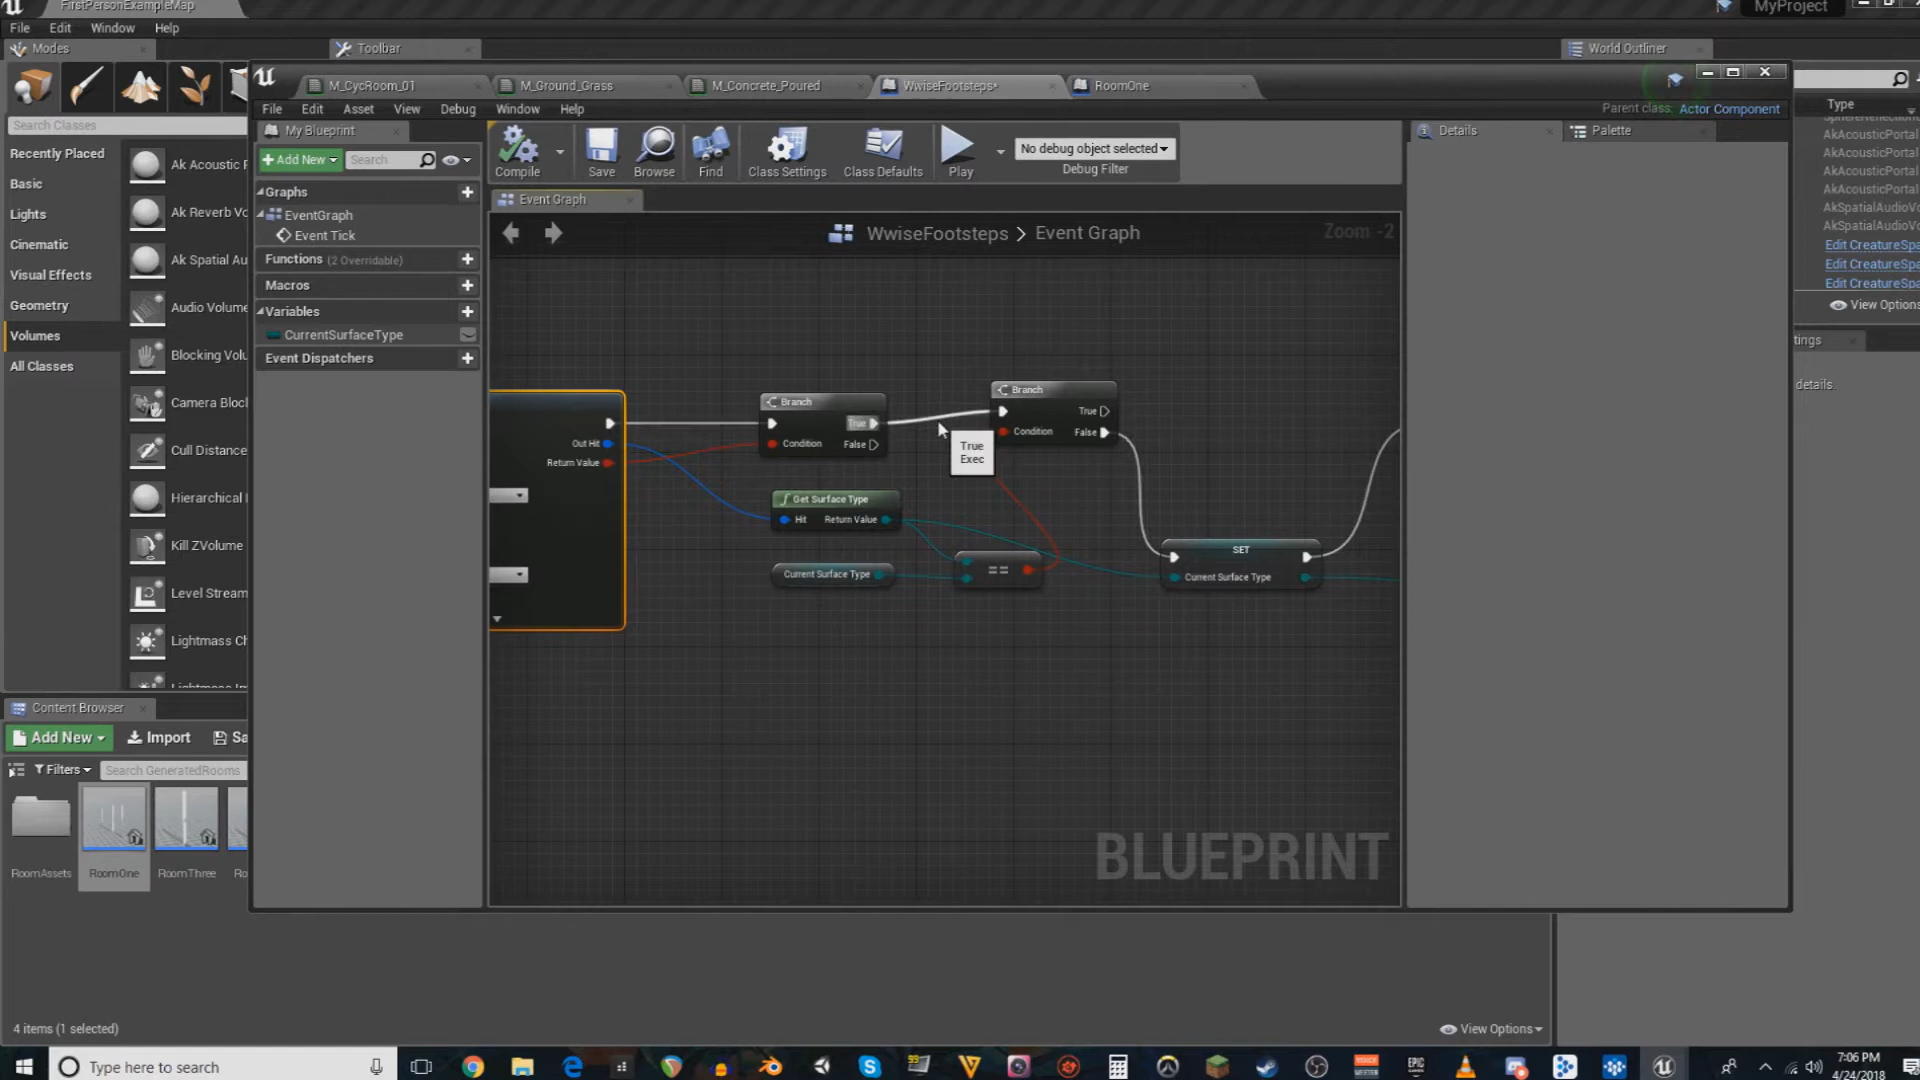 FirstPersonExampleMap
MyProject
File Edit Window Help
Modes
Toolbar
World Outliner
M_CycRoom_01
M_Ground_Grass
M_Concrete_Poured
WwiseFootsteps*
RoomOne
File Edit Asset View Debug Window Help
Parent class: Actor Component
Search Classes
Recently Placed
Basic
Lights
Cinematic
Visual Effects
Geometry
Volumes
All Classes
Ak Acoustic P
Ak Reverb Vo
Ak Spatial Au
Audio Volume
Blocking Volu
Camera Block
Cull Distance
Hierarchical I
Kill ZVolume
Level Stream
Lightmass Ch
Lightmass Im
My Blueprint
Add New
Search
Graphs
EventGraph
Event Tick
Functions (2 Overridable)
Macros
Variables
CurrentSurfaceType
Event Dispatchers
Compile
Save
Browse
Find
Class Settings
Class Defaults
Play
No debug object selected
Debug Filter
Event Graph
WwiseFootsteps > Event Graph
Zoom -2
Out Hit
Return Value
Branch
True
Condition
False
Get Surface Type
Hit
Return Value
Current Surface Type
==
True
Exec
Branch
True
Condition
False
SET
Current Surface Type
BLUEPRINT
Details
Palette
Type
AkAcousticPortal
AkAcousticPortal
AkAcousticPortal
AkAcousticPortal
AkSpatialAudioVo
AkSpatialAudioVo
Edit CreatureSpa
Edit CreatureSpa
Edit CreatureSpa
View Options
tings
details.
Content Browser
Add New
Import
Sa
Filters
Search GeneratedRooms
RoomAssets
RoomOne
RoomThree
Ro
4 items (1 selected)
View Options
Type here to search
7:06 PM
4/24/2018